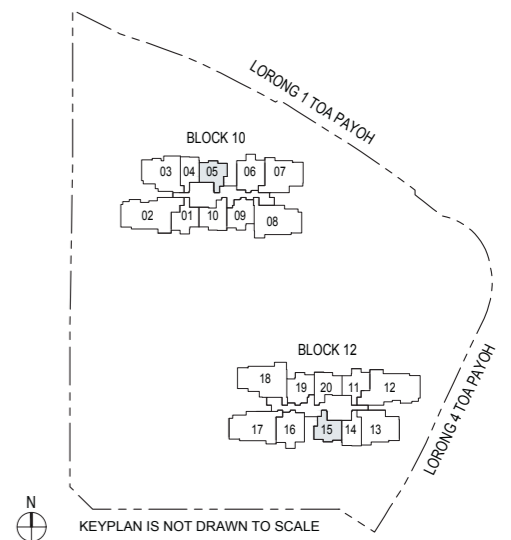 LORONG 1 TOA PAYOH
BLOCK 10
03 04 05 06 07
02 01 10 09 08
BLOCK 12
18 19 20 11 12
17 16 15 14 13
LORONG 4 TOA PAYOH
N
KEYPLAN IS NOT DRAWN TO SCALE